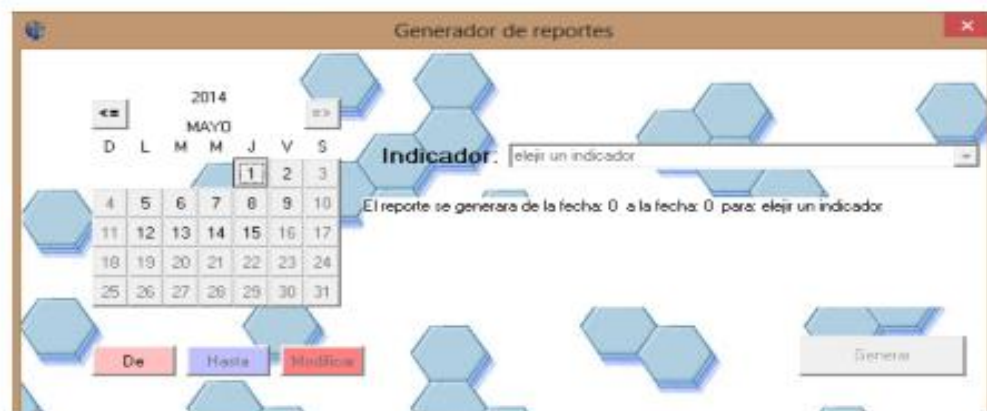 Generador de reportes
<= 2014 =>
MAYO
D L M M J V S
1 2 3
4 5 6 7 8 9 10
11 12 13 14 15 16 17
18 19 20 21 22 23 24
25 26 27 28 29 30 31
Indicador: elejir un indicador
El reporte se generara de la fecha: 0 a la fecha: 0 para: elejir un indicador
De Hasta Modificar
Generar